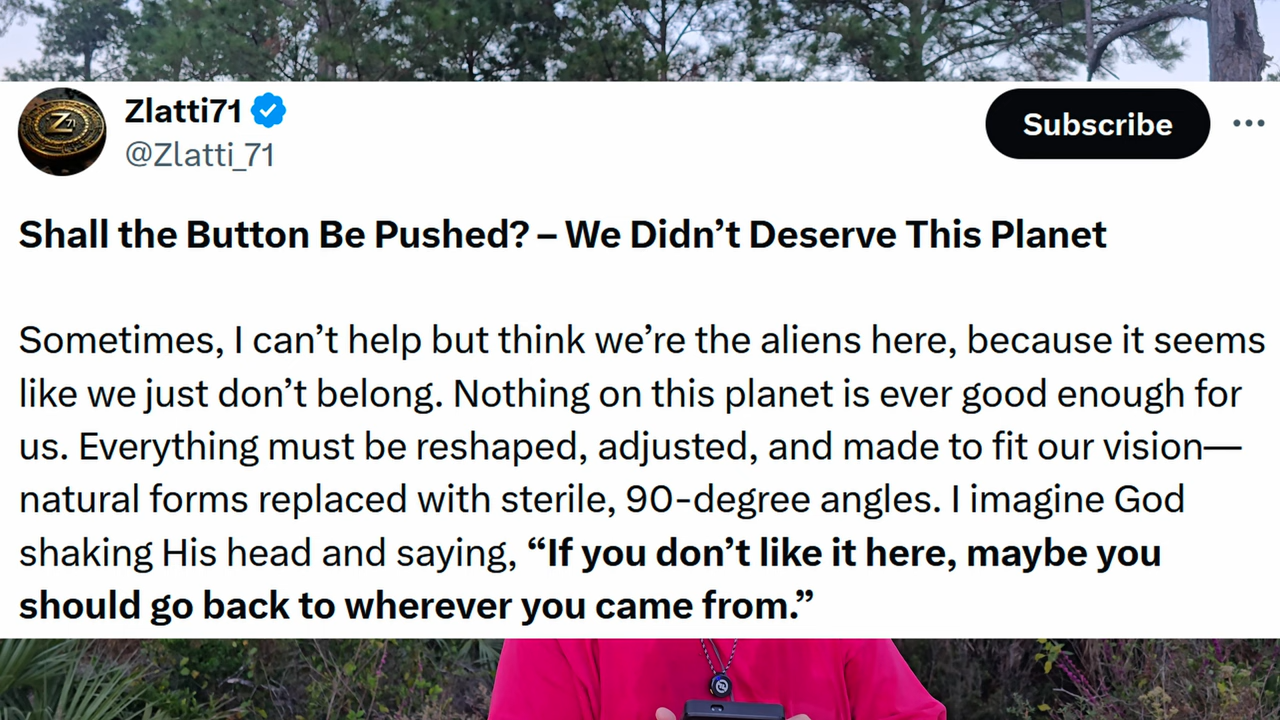 Zlatti71
@Zlatti_71
Subscribe
Shall the Button Be Pushed? – We Didn’t Deserve This Planet
Sometimes, I can’t help but think we’re the aliens here, because it seems
like we just don’t belong. Nothing on this planet is ever good enough for
us. Everything must be reshaped, adjusted, and made to fit our vision—
natural forms replaced with sterile, 90-degree angles. I imagine God
shaking His head and saying, “If you don’t like it here, maybe you
should go back to wherever you came from.”